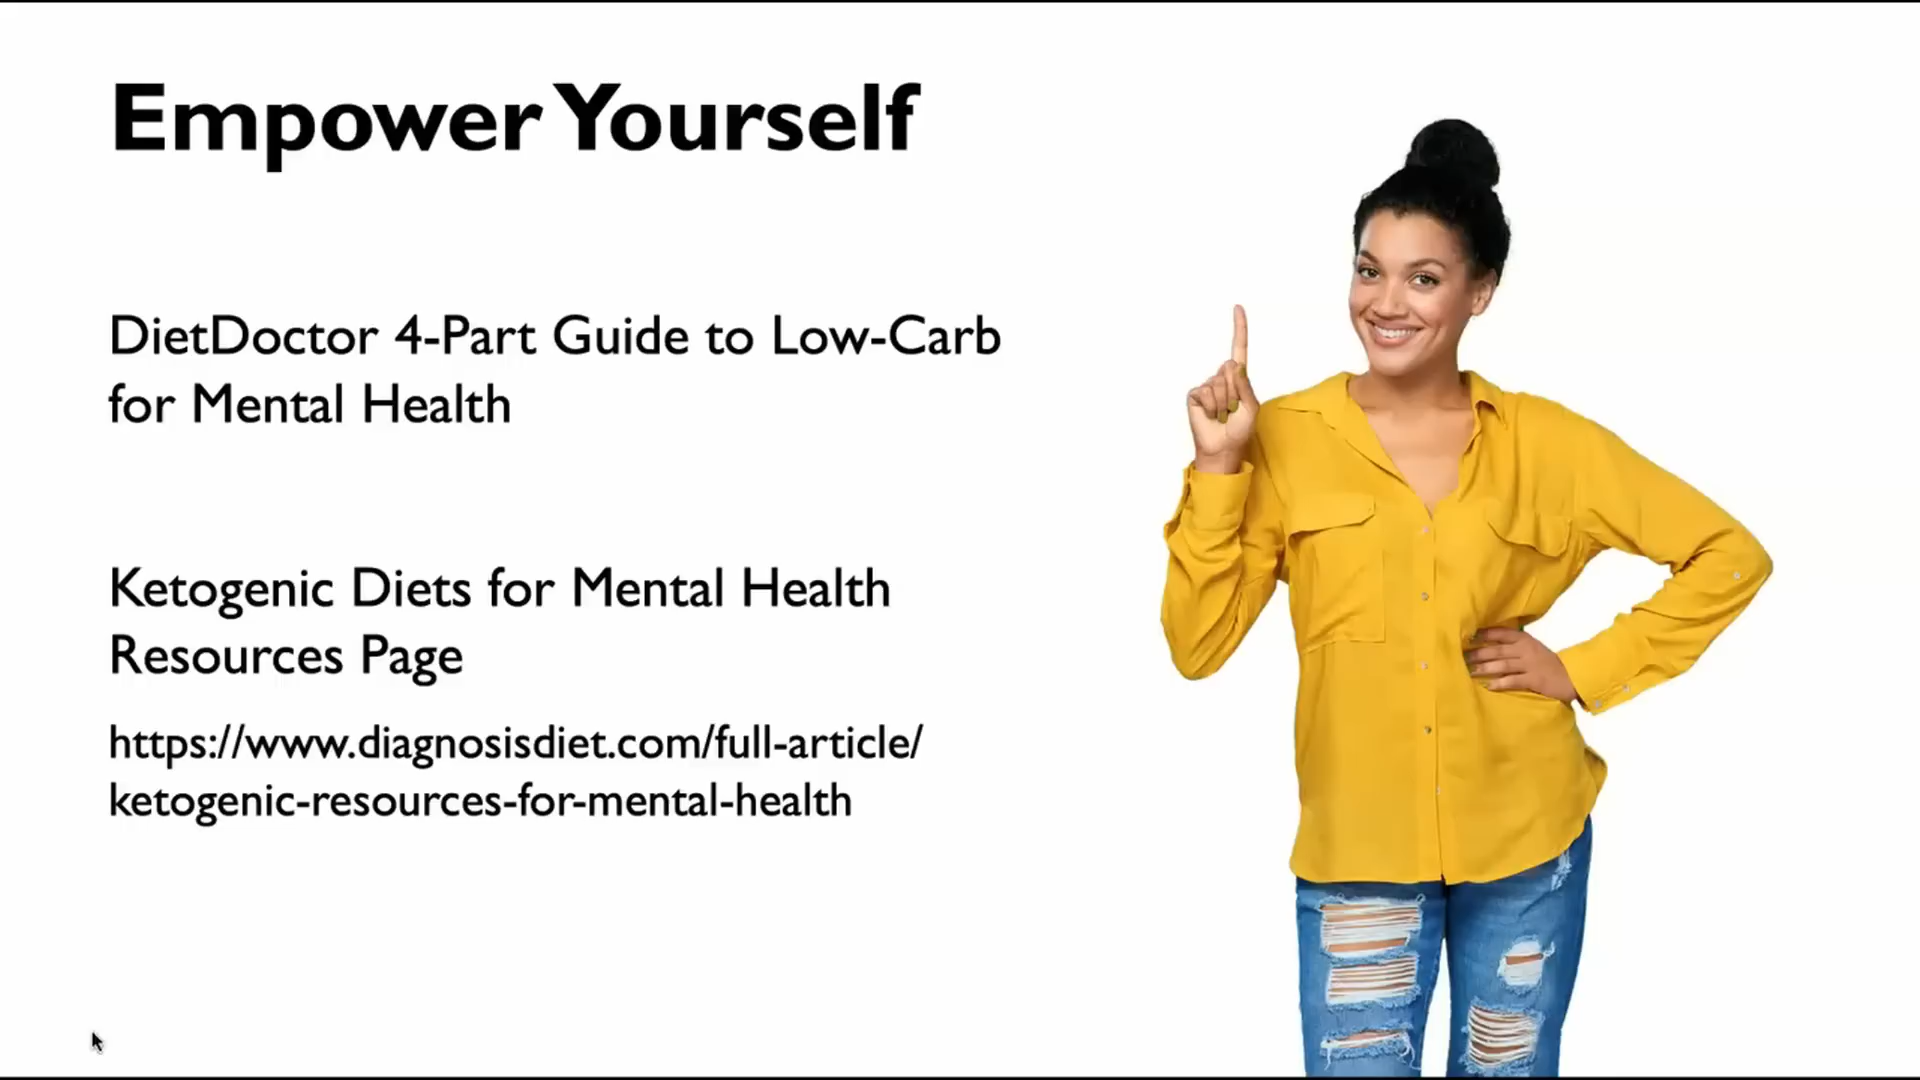 Empower Yourself
DietDoctor 4-Part Guide to Low-Carb
for Mental Health
Ketogenic Diets for Mental Health
Resources Page
https://www.diagnosisdiet.com/full-article/
ketogenic-resources-for-mental-health